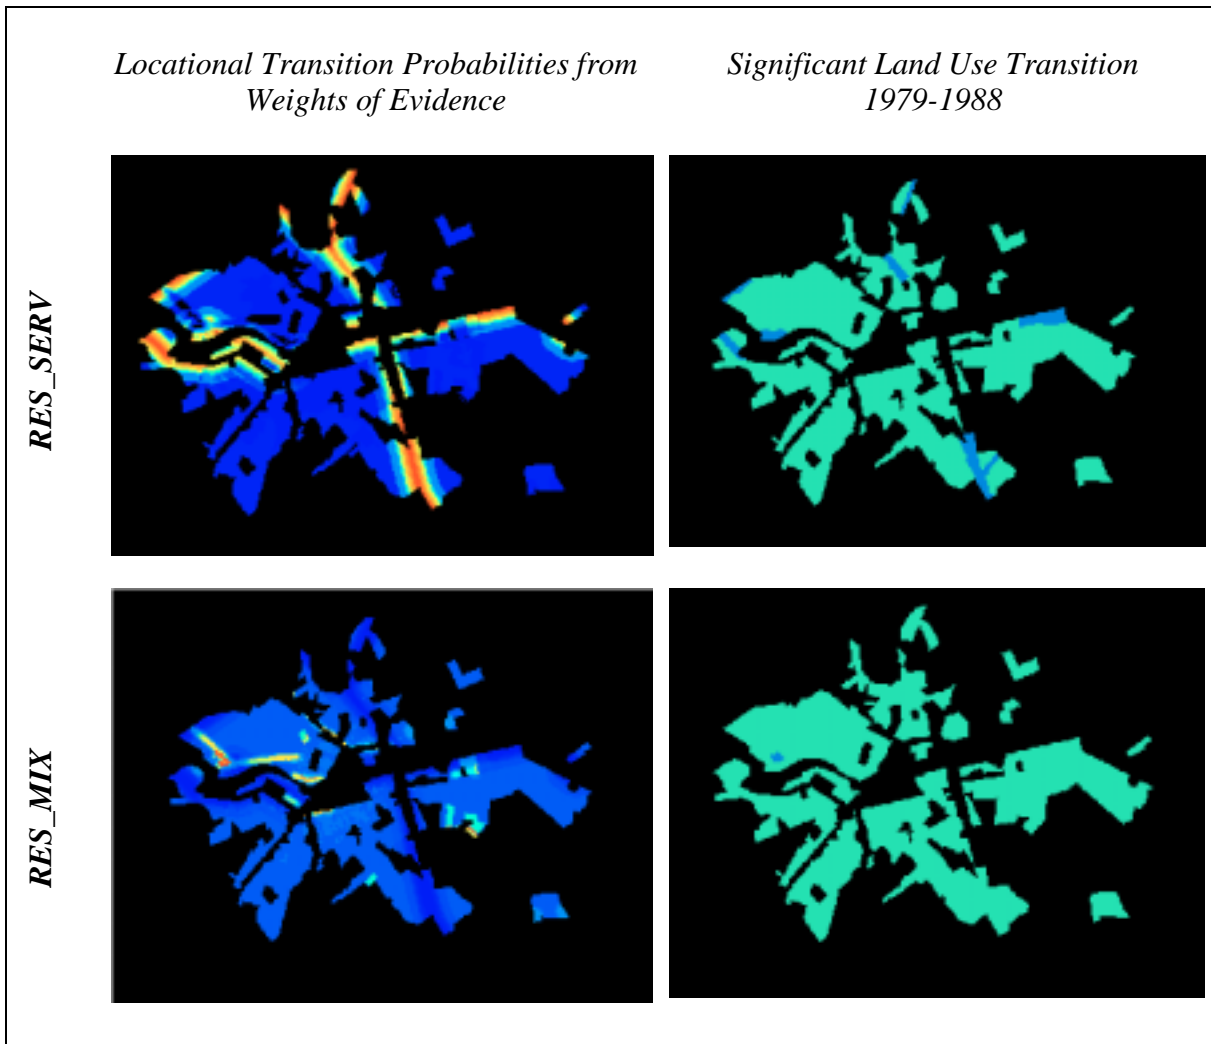 Locational Transition Probabilities from
Weights of Evidence
Significant Land Use Transition
1979-1988
RES_SERV
RES_MIX